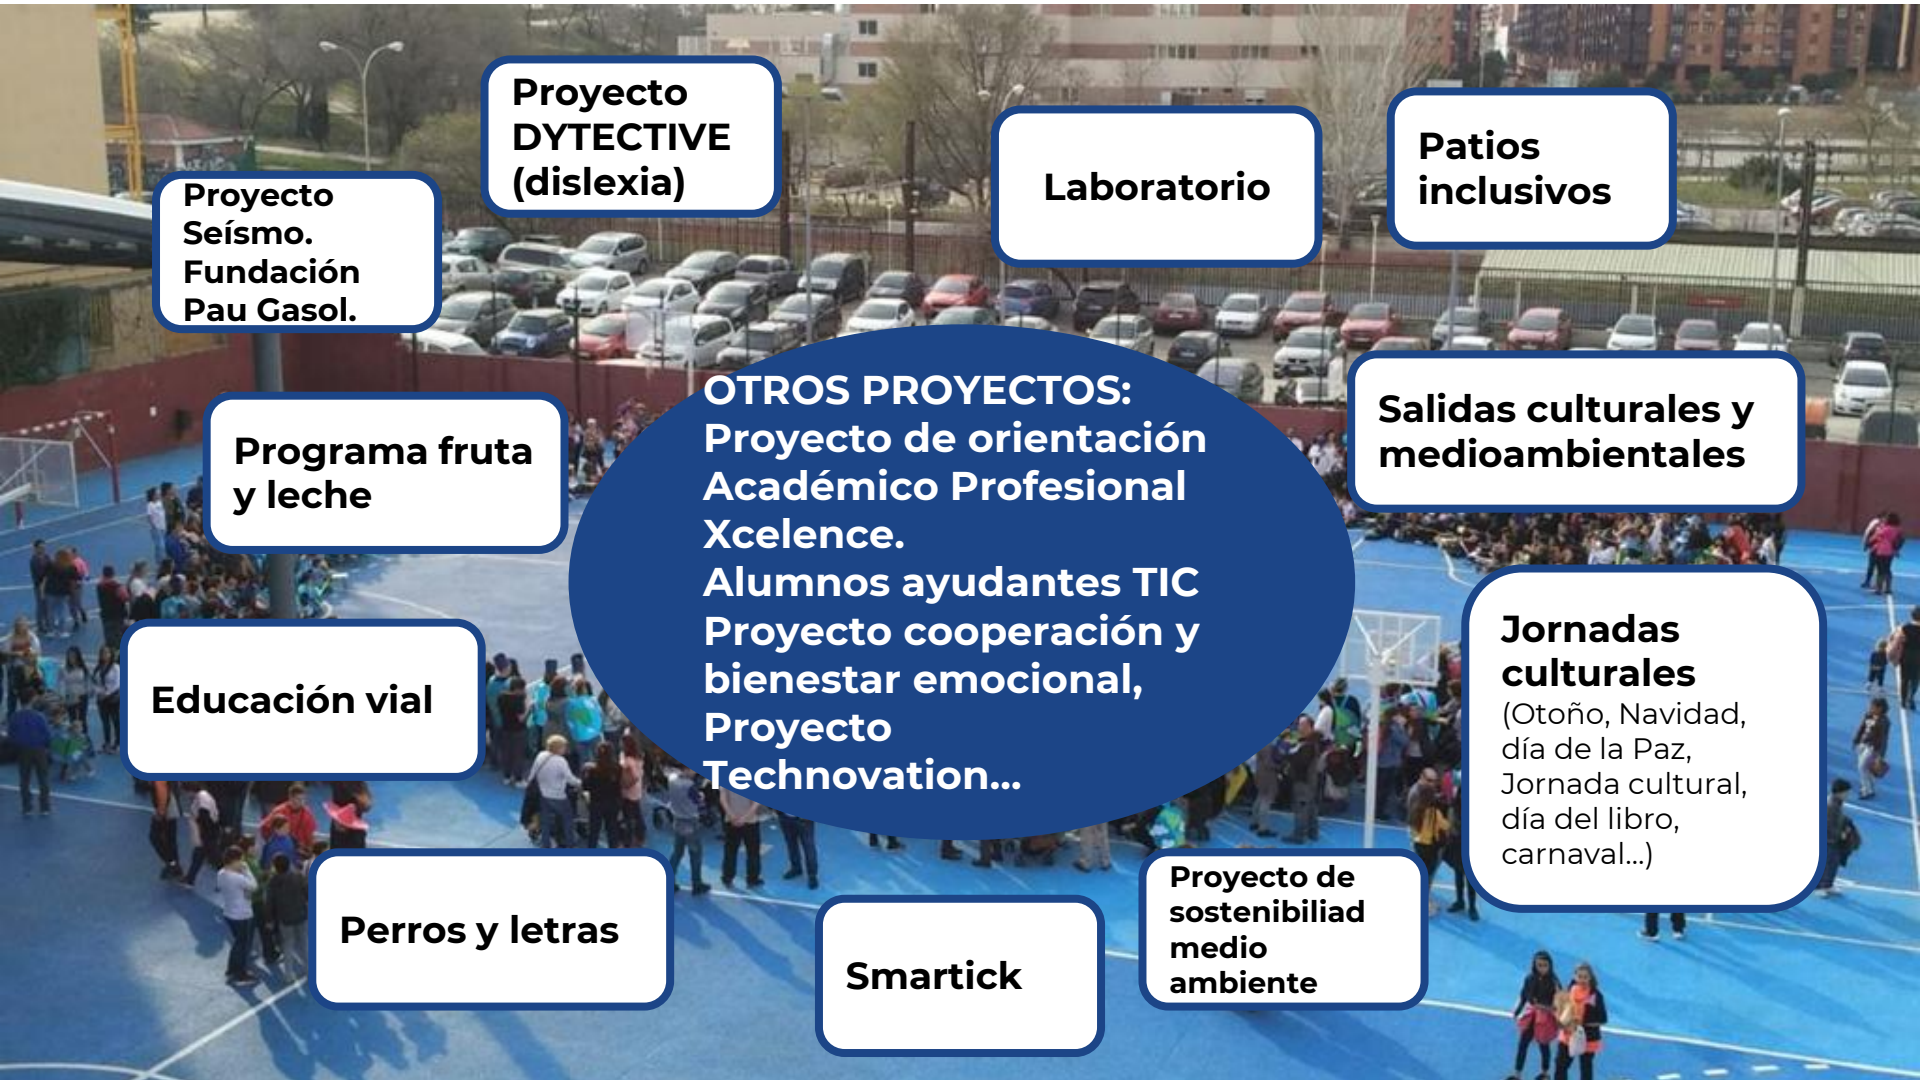 Proyecto
DYTECTIVE
(dislexia)
Laboratorio
Patios
inclusivos
Proyecto
Seísmo.
Fundación
Pau Gasol.
OTROS PROYECTOS:
Proyecto de orientación
Académico Profesional
Xcelence.
Alumnos ayudantes TIC
Proyecto cooperación y
bienestar emocional,
Proyecto
Technovation...
Salidas culturales y
medioambientales
Programa fruta
y leche
Jornadas
culturales
(Otoño, Navidad,
día de la Paz,
Jornada cultural,
día del libro,
carnaval...)
Educación vial
Perros y letras
Smartick
Proyecto de
sostenibiliad
medio
ambiente